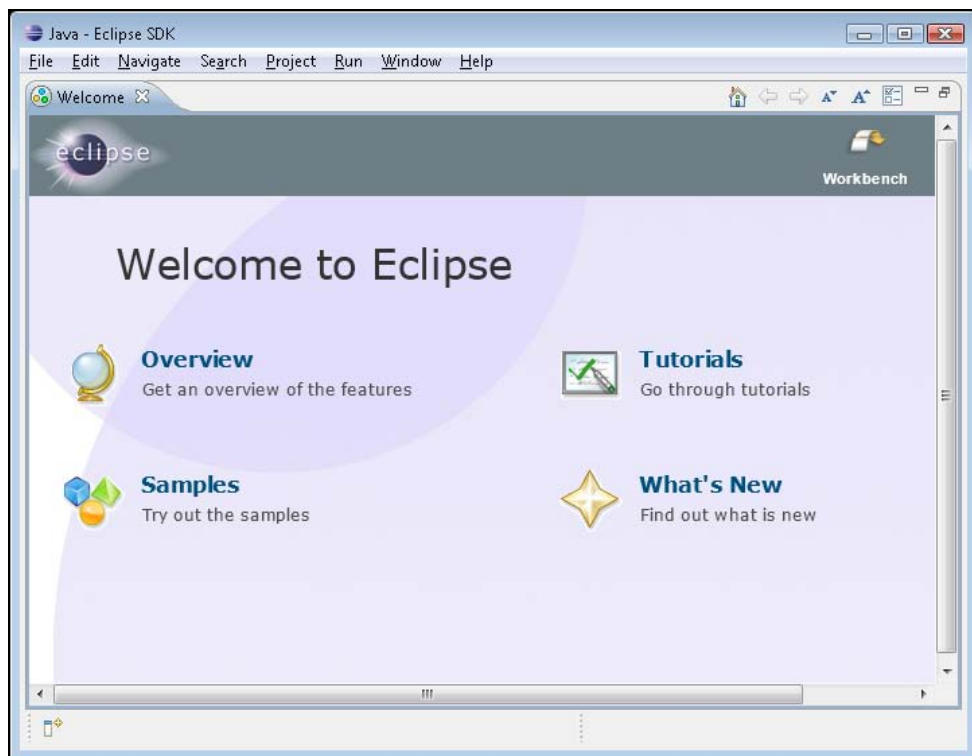 Java - Eclipse SDK
File Edit Navigate Search Project Run Window Help
Welcome
eclipse
Workbench
Welcome to Eclipse
Overview
Get an overview of the features
Tutorials
Go through tutorials
Samples
Try out the samples
What's New
Find out what is new